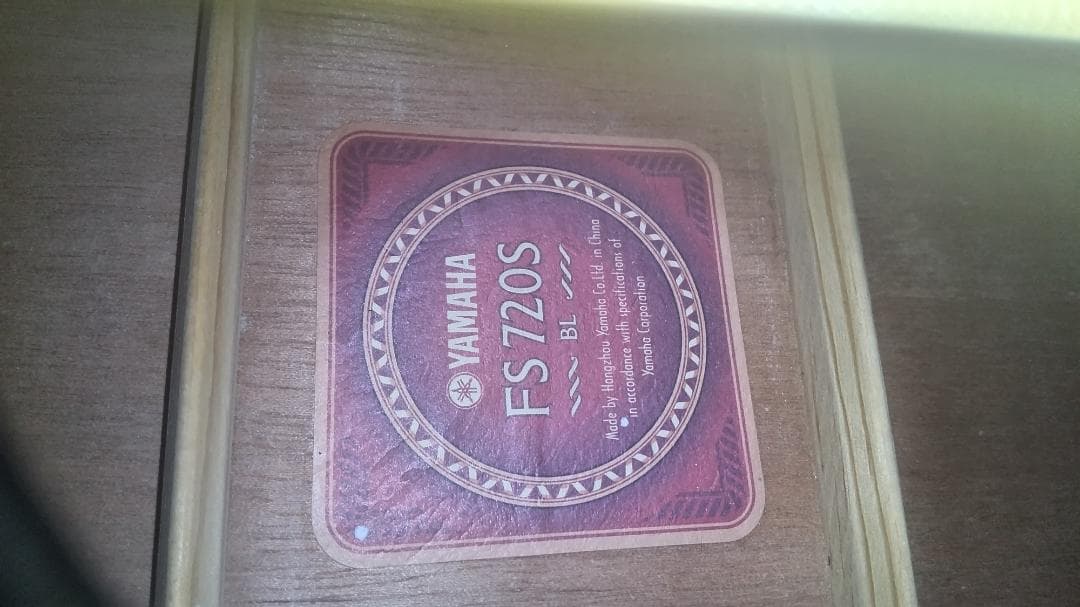 YAMAHA
FS 720S
BL
Made by Hangzhou Yamaha Co.Ltd. in China
in accordance with specifications of
Yamaha Corporation